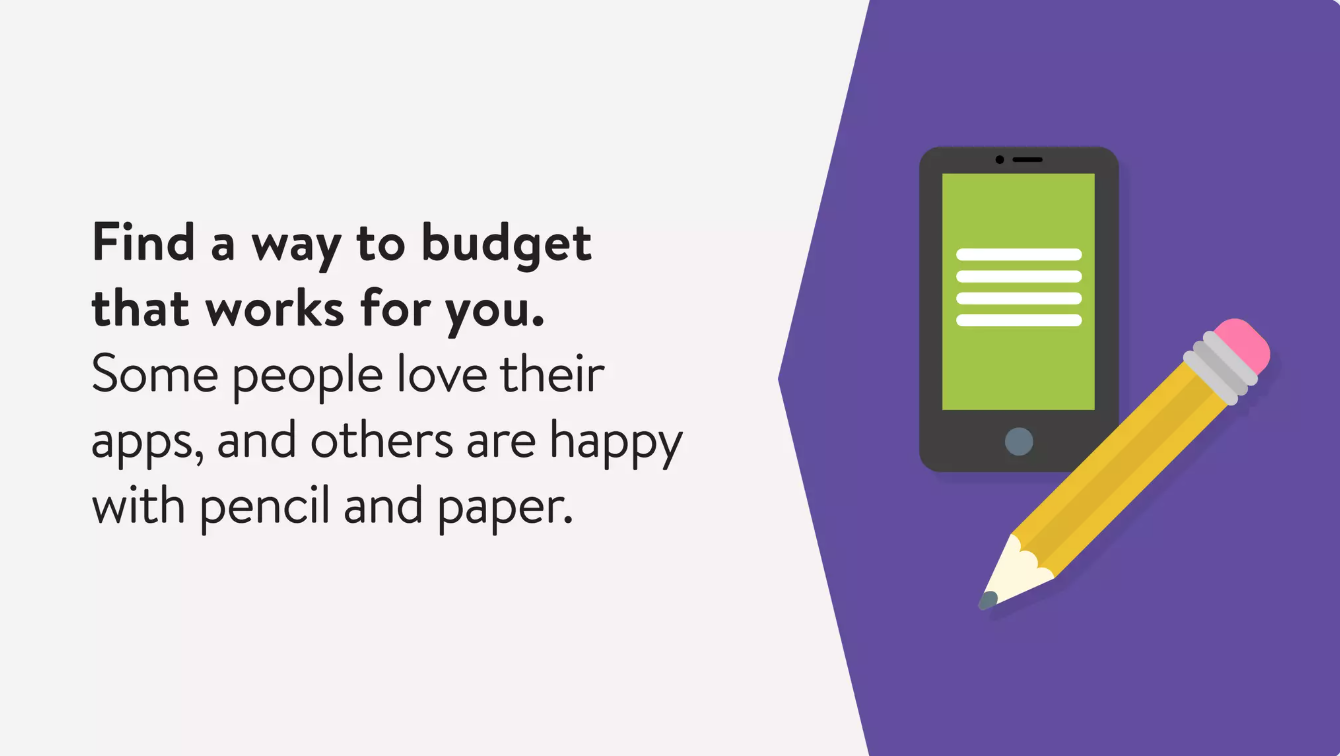 Find a way to budget
that works for you.
Some people love their
apps, and others are happy
with pencil and paper.